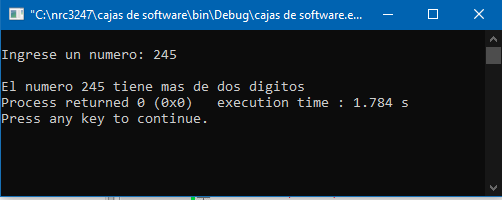 "C:\nrc3247\cajas de software\bin\Debug\cajas de software.e...
Ingrese un numero: 245
El numero 245 tiene mas de dos digitos
Process returned 0 (0x0)   execution time : 1.784 s
Press any key to continue.